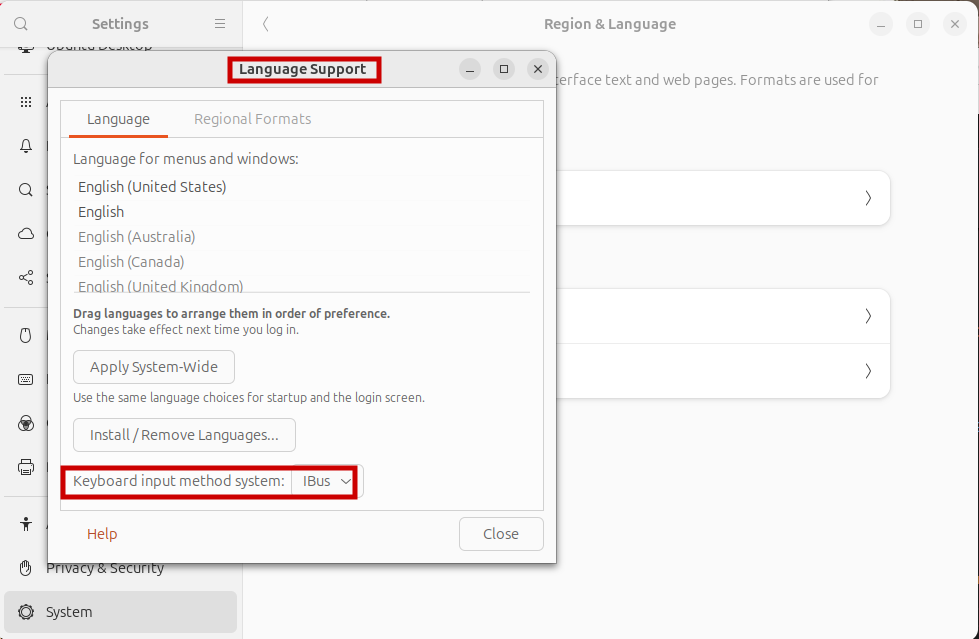 Settings
Region & Language
Ubuntu Desktop
Language Support
erface text and web pages. Formats are used for
Language
Regional Formats
Language for menus and windows:
English (United States)
English
English (Australia)
English (Canada)
English (United Kingdom)
Drag languages to arrange them in order of preference.
Changes take effect next time you log in.
Apply System-Wide
Use the same language choices for startup and the login screen.
Install / Remove Languages...
Keyboard input method system: IBus
Help
Close
Privacy & Security
System